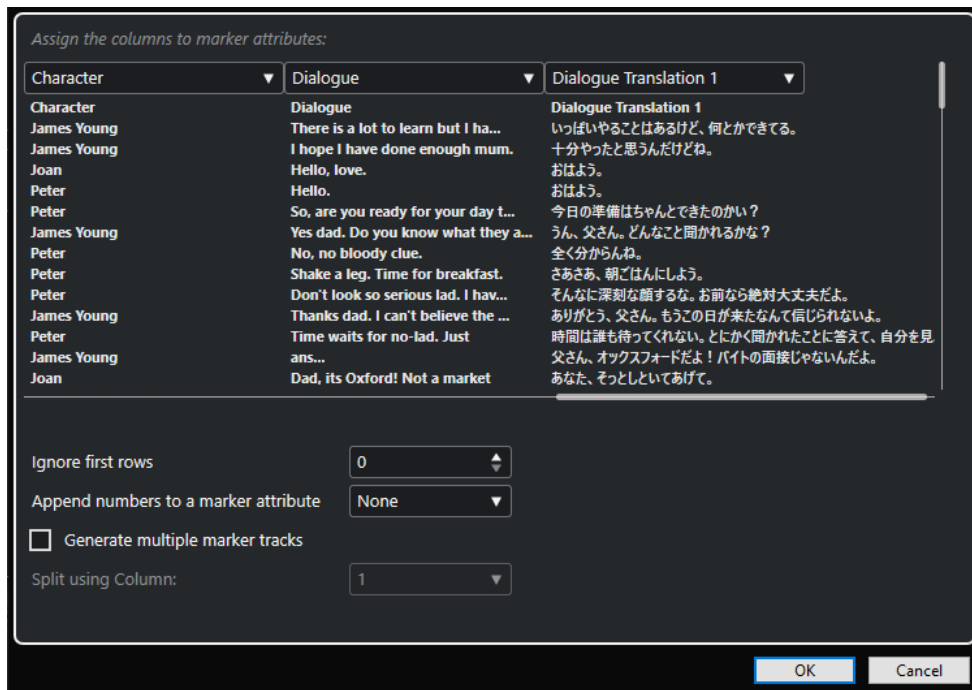 Assign the columns to marker attributes:
Character Dialogue Dialogue Translation 1
Character Dialogue Dialogue Translation 1
James Young There is a lot to learn but I ha... いっぱいやることはあるけど、何とかできてる。
James Young I hope I have done enough mum. 十分やったと思うんだけどね。
Joan Hello, love. おはよう。
Peter Hello. おはよう。
Peter So, are you ready for your day t... 今日の準備はちゃんとできたのかい？
James Young Yes dad. Do you know what they a... うん、父さん。どんなこと聞かれるかな？
Peter No, no bloody clue. 全く分からんね。
Peter Shake a leg. Time for breakfast. さあさあ、朝ごはんにしよう。
Peter Don't look so serious lad. I hav... そんなに深刻な顔するな。お前なら絶対大丈夫だよ。
James Young Thanks dad. I can't believe the ... ありがとう、父さん。もうこの日が来たなんて信じられないよ。
Peter Time waits for no-lad. Just 時間は誰も待ってくれない。とにかく聞かれたことに答えて、自分を見
James Young ans... 父さん、オックスフォードだよ！バイトの面接じゃないんだよ。
Joan Dad, its Oxford! Not a market あなた、そっとしといてあげて。
Ignore first rows 0
Append numbers to a marker attribute None
Generate multiple marker tracks
Split using Column: 1
OK Cancel